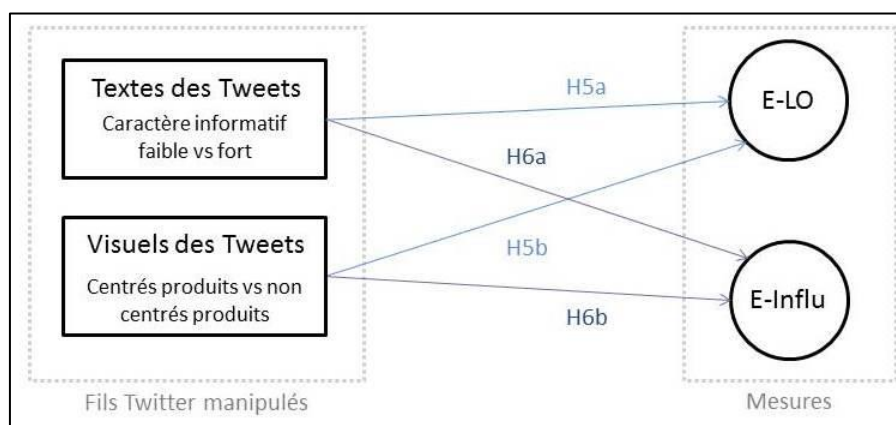 Textes des Tweets
Caractère informatif
faible vs fort
Visuels des Tweets
Centrés produits vs non
centrés produits
Fils Twitter manipulés
H5a
H6a
H5b
H6b
E-LO
E-Influ
Mesures